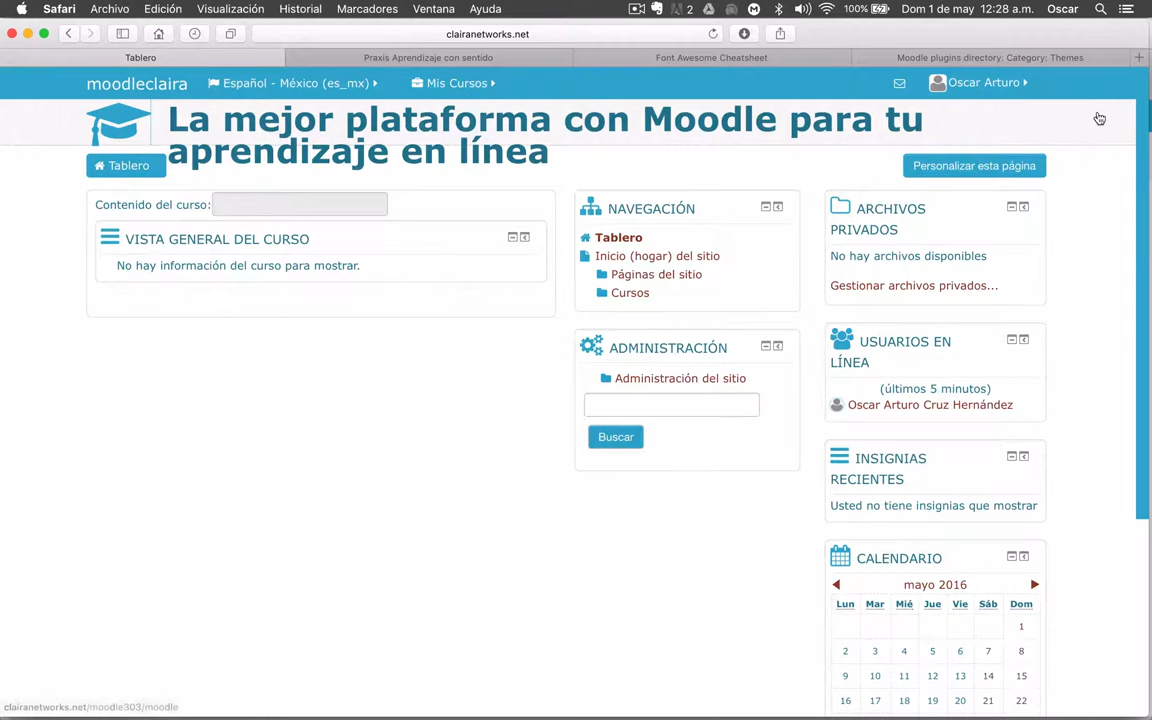 Safari Archivo Edición Visualización Historial Marcadores Ventana Ayuda 2 100% Dom 1 de may 12:28 a.m. Oscar
clairanetworks.net
Tablero Praxis Aprendizaje con sentido Font Awesome Cheatsheet Moodle plugins directory: Category: Themes
moodleclaira Español - México (es_mx) Mis Cursos Oscar Arturo
La mejor plataforma con Moodle para tu
aprendizaje en línea
Tablero Personalizar esta página
Contenido del curso:
VISTA GENERAL DEL CURSO
No hay información del curso para mostrar.
NAVEGACIÓN
Tablero
Inicio (hogar) del sitio
Páginas del sitio
Cursos
ADMINISTRACIÓN
Administración del sitio
Buscar
ARCHIVOS
PRIVADOS
No hay archivos disponibles
Gestionar archivos privados...
USUARIOS EN
LÍNEA
(últimos 5 minutos)
Oscar Arturo Cruz Hernández
INSIGNIAS
RECIENTES
Usted no tiene insignias que mostrar
CALENDARIO
mayo 2016
Lun Mar Mié Jue Vie Sáb Dom
1
2 3 4 5 6 7 8
9 10 11 12 13 14 15
16 17 18 19 20 21 22
clairanetworks.net/moodle303/moodle